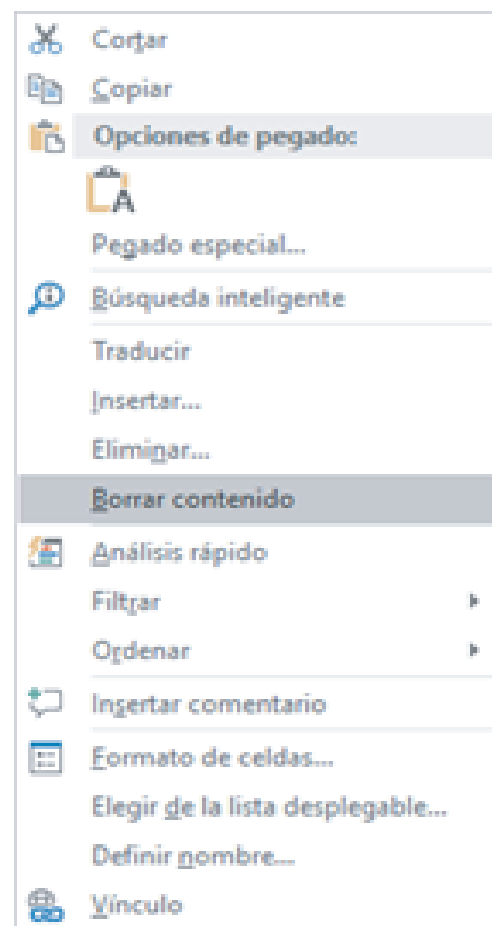 Cortar
Copiar
Opciones de pegado:
A
Pegado especial...
Búsqueda inteligente
Traducir
Insertar...
Eliminar...
Borrar contenido
Análisis rápido
Filtrar
Ordenar
Insertar comentario
Formato de celdas...
Elegir de la lista desplegable...
Definir nombre...
Vínculo